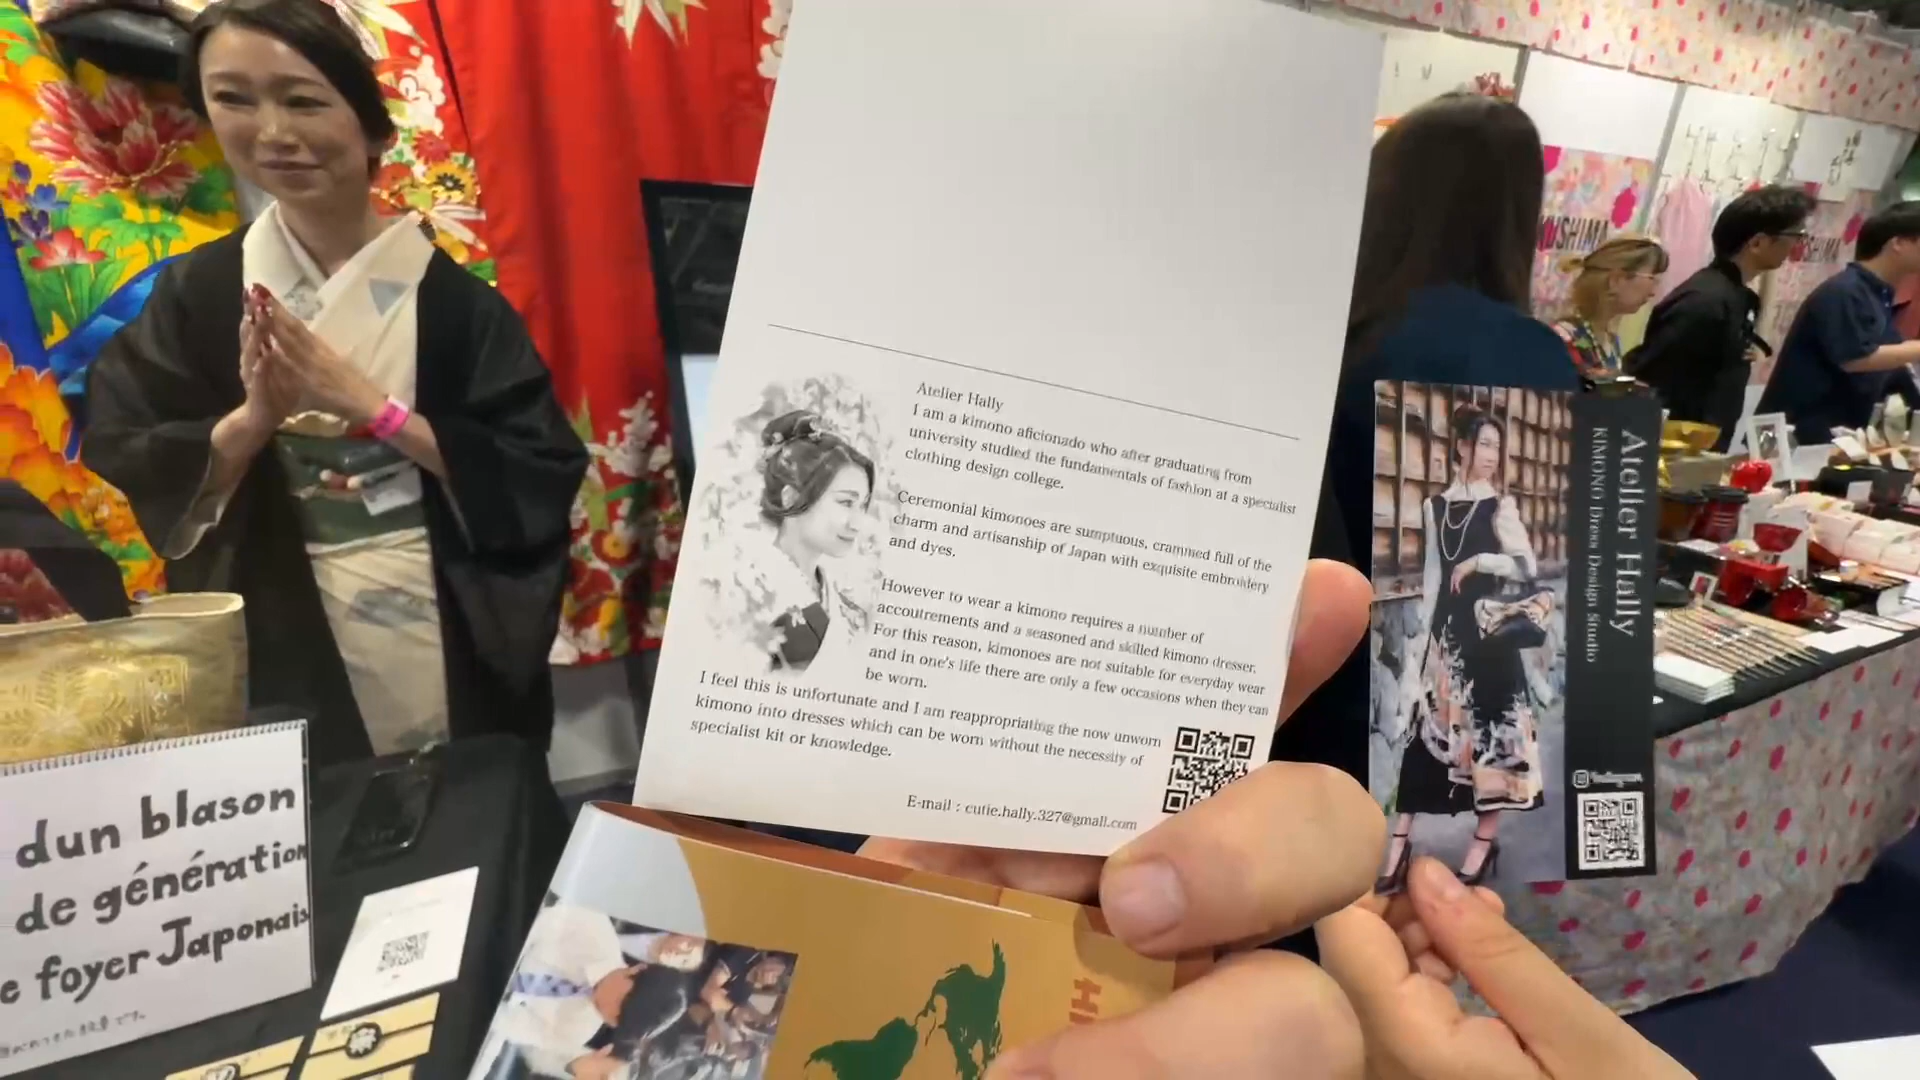 Atelier Hally
I am a kimono aficionado who after graduating from
university studied the fundamentals of fashion at a specialist
clothing design college.
Ceremonial kimonoes are sumptuous, crammed full of the
charm and artisanship of Japan with exquisite embroidery
and dyes.
However to wear a kimono requires a number of
accoutrements and a seasoned and skilled kimono dresser.
For this reason, kimonoes are not suitable for everyday wear
and in one's life there are only a few occasions when they can
be worn.
I feel this is unfortunate and I am reappropriating the now unworn
kimono into dresses which can be worn without the necessity of
specialist kit or knowledge.
E-mail : cutie.hally.327@gmail.com
Atelier Hally
KIMONO Dress Design Studio
Instagram
dun blason
de génération
e foyer Japonais
USHIMA